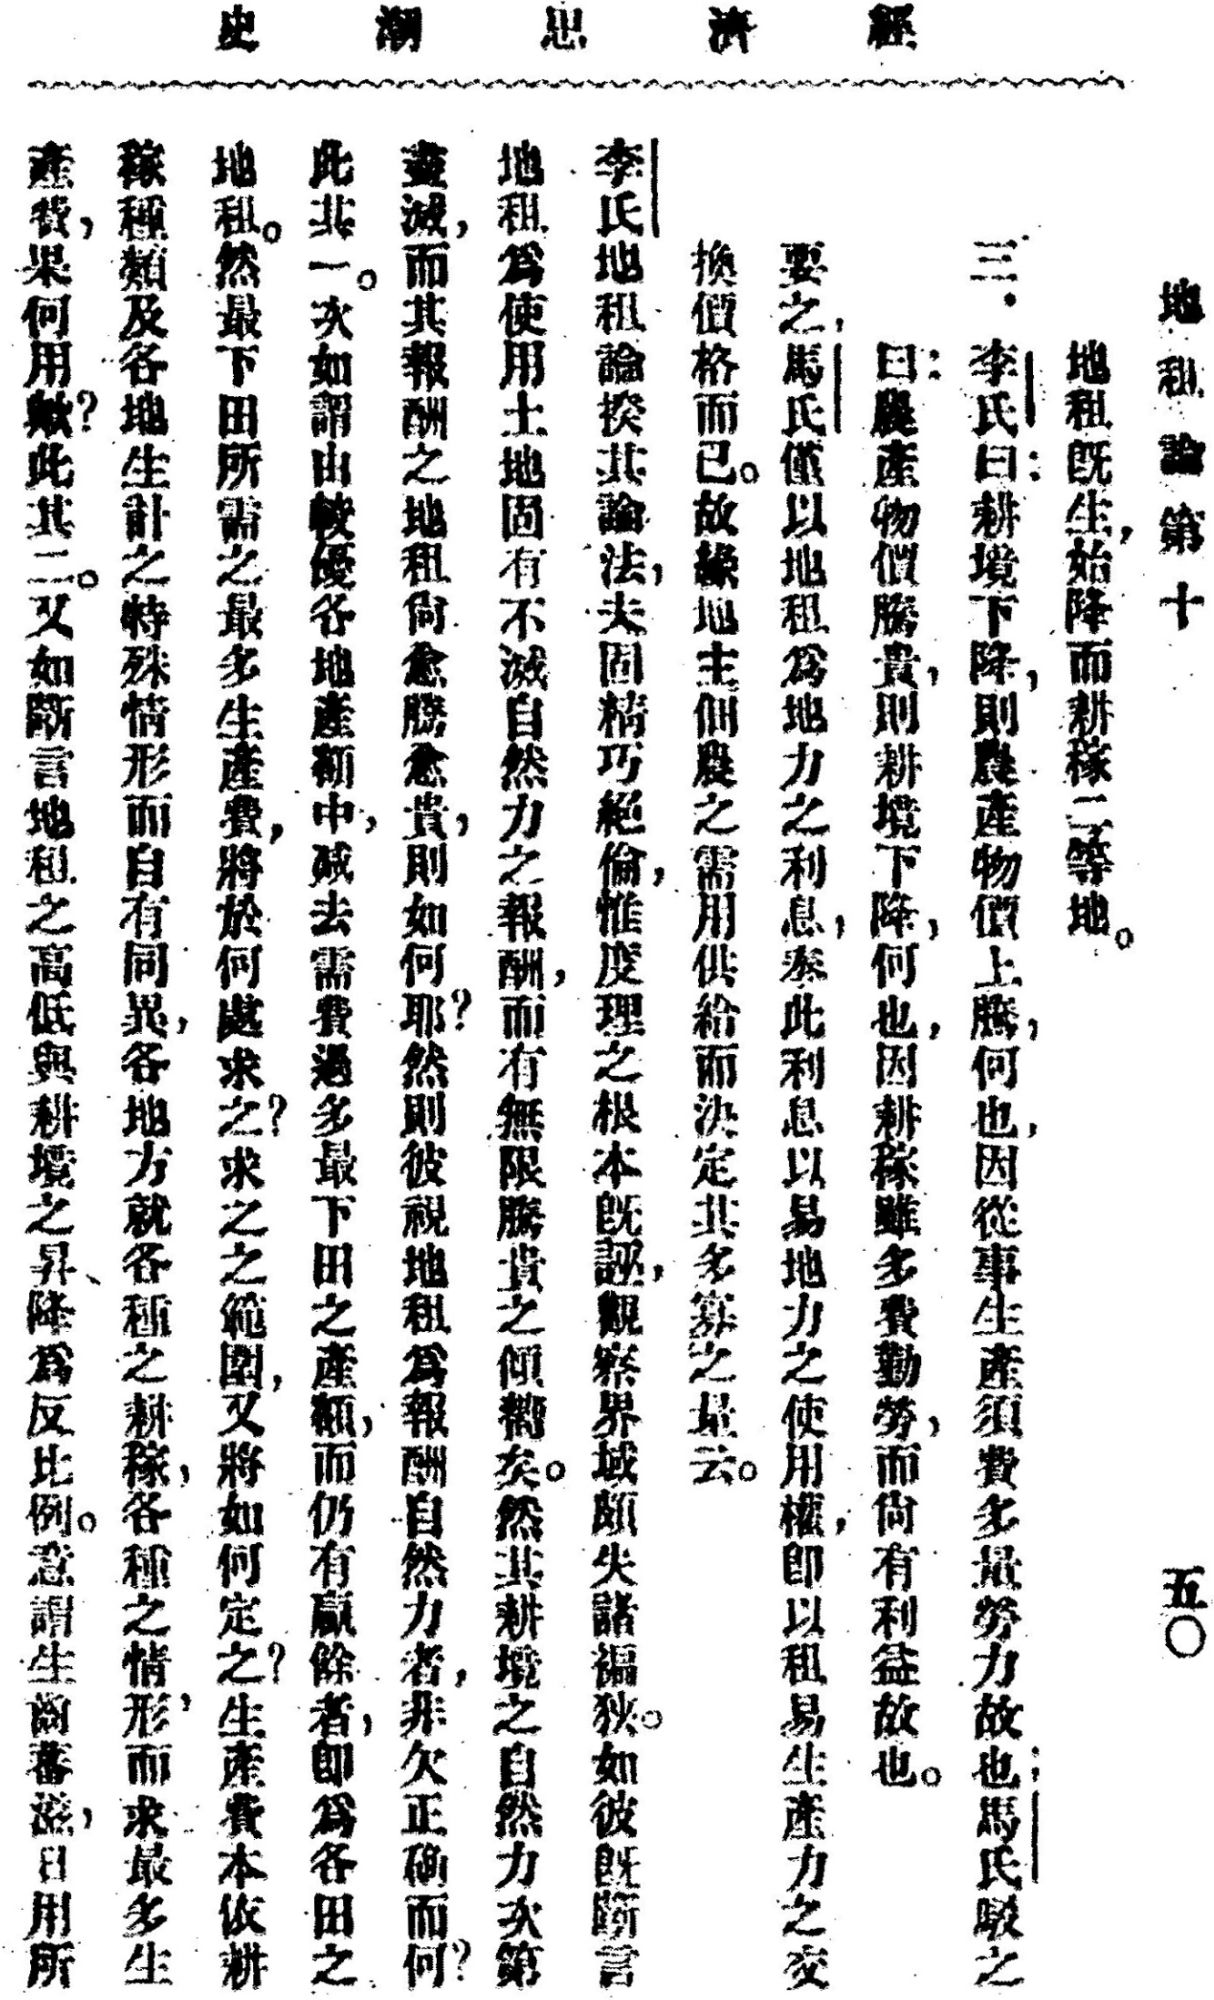 經濟思潮史
地租論第十
五〇
地租既生，始降而耕稼二等地。
三．李氏曰：耕境下降，則農產物價上騰，何也，因從事生產須費多量勞力故也；馬氏駁之
曰：農產物價騰貴，則耕境下降，何也，因耕稼雖多費勤勞，而尙有利益故也。
要之，馬氏僅以地租爲地力之利息，奉此利息以易地力之使用權，卽以租易生產力之交
換價格而已。故緣地主佃農之需用供給而決定其多寡之量云。
李氏地租論揆其論法，夫固精巧絕倫，惟度理之根本既誣，觀察界域頗失諸褊狹。如彼既斷言
地租爲使用土地固有不滅自然力之報酬，而有無限騰貴之傾嚮矣。然其耕境之自然力次第
盡滅，而其報酬之地租尙愈騰愈貴，則如何耶？然則彼視地租爲報酬自然力者，非欠正确而何？
此其一。次如謂由較優各地產額中，减去需費過多最下田之產額，而仍有贏餘者，卽爲各田之
地租。然最下田所需之最多生產費，將於何處求之？求之之範圍，又將如何定之？生產費本依耕
稼種類及各地生計之特殊情形而自有同異，各地方就各種之耕稼，各種之情形，而求最多生
產費，果何用歟？此其二。又如斷言地租之高低與耕境之昇、降爲反比例。意謂生齒蕃滋，日用所